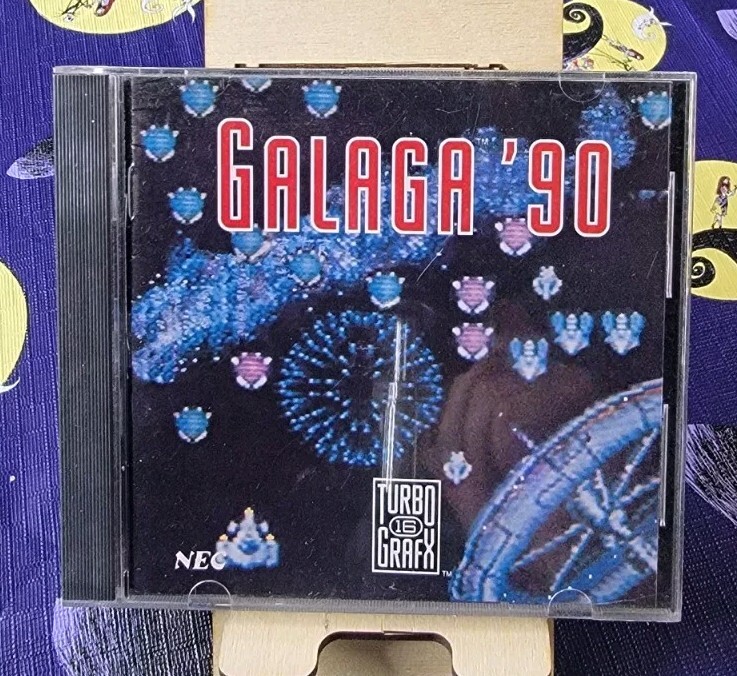 GALAGA '90
TM
TURBO
16
GRAFX
TM
NEC